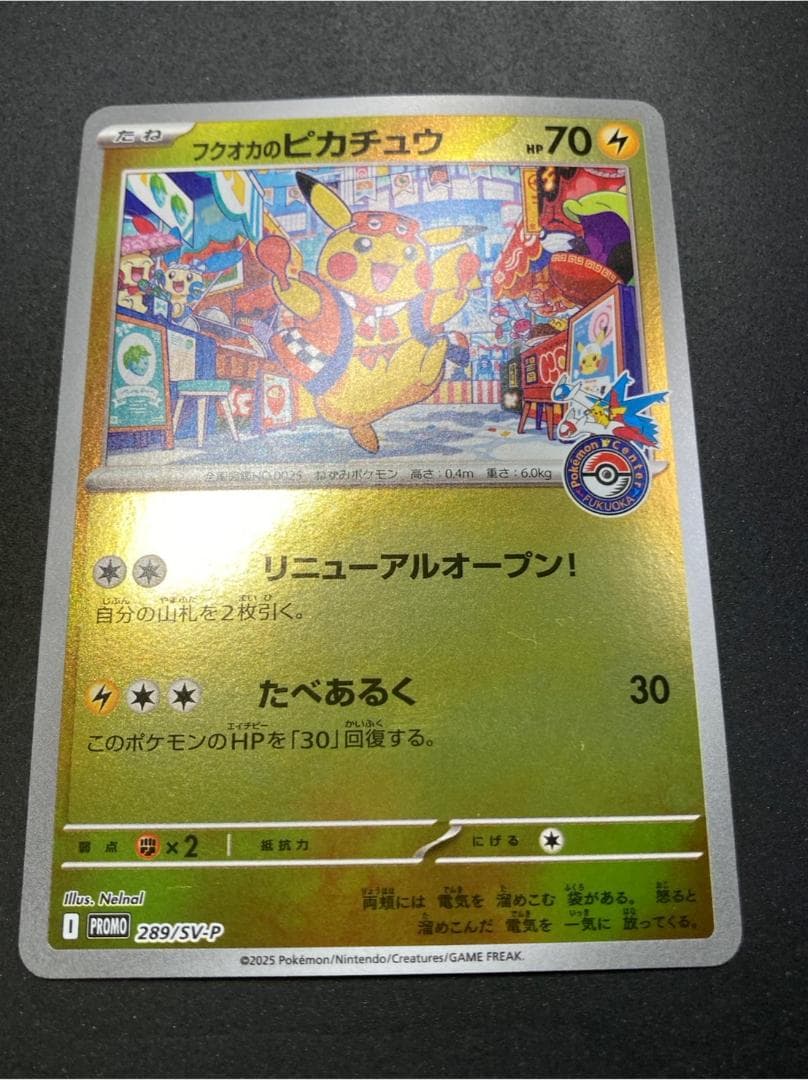 たね
フクオカのピカチュウ
HP70
全国図鑑NO.0025 ねずみポケモン 高さ：0.4m 重さ：6.0kg
Pokémon Center
FUKUOKA
リニューアルオープン!
自分の山札を2枚引く。
たべあるく 30
このポケモンのHPを「30」回復する。
弱点 ×2 抵抗力 にげる
Illus. Nelnal
両頬には 電気を 溜めこむ 袋がある。 怒ると
溜めこんだ 電気を 一気に 放ってくる。
I PROMO 289/SV-P
©2025 Pokémon/Nintendo/Creatures/GAME FREAK.